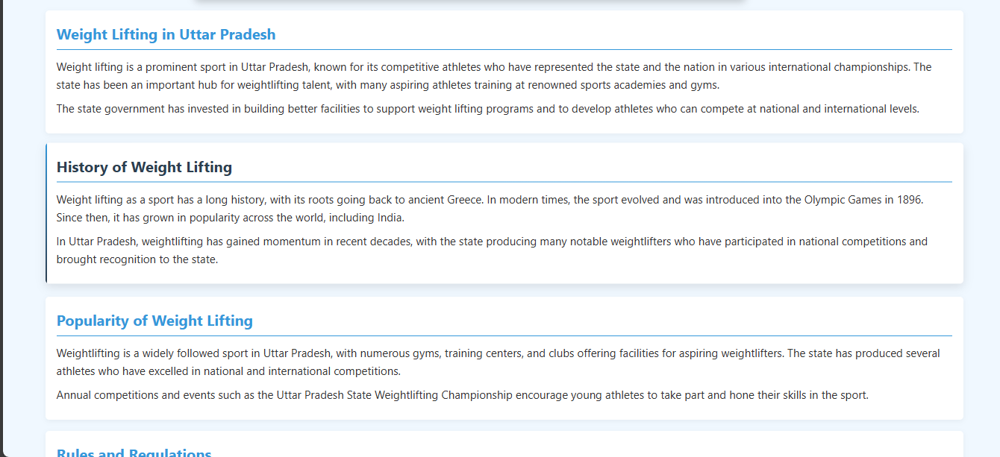 Weight Lifting in Uttar Pradesh
Weight lifting is a prominent sport in Uttar Pradesh, known for its competitive athletes who have represented the state and the nation in various international championships. The
state has been an important hub for weightlifting talent, with many aspiring athletes training at renowned sports academies and gyms.
The state government has invested in building better facilities to support weight lifting programs and to develop athletes who can compete at national and international levels.
History of Weight Lifting
Weight lifting as a sport has a long history, with its roots going back to ancient Greece. In modern times, the sport evolved and was introduced into the Olympic Games in 1896.
Since then, it has grown in popularity across the world, including India.
In Uttar Pradesh, weightlifting has gained momentum in recent decades, with the state producing many notable weightlifters who have participated in national competitions and
brought recognition to the state.
Popularity of Weight Lifting
Weightlifting is a widely followed sport in Uttar Pradesh, with numerous gyms, training centers, and clubs offering facilities for aspiring weightlifters. The state has produced several
athletes who have excelled in national and international competitions.
Annual competitions and events such as the Uttar Pradesh State Weightlifting Championship encourage young athletes to take part and hone their skills in the sport.
Rules and Regulations